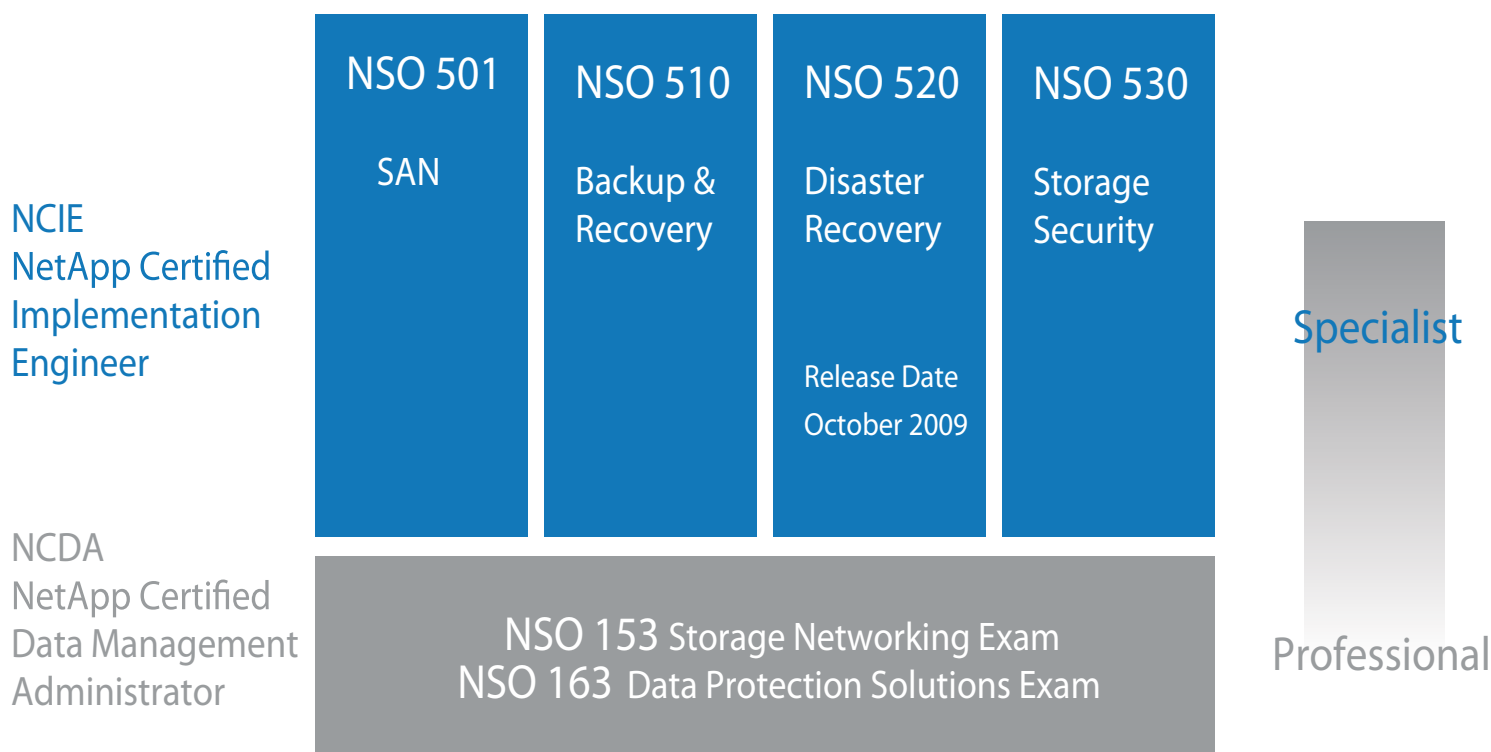 NCIE
NetApp Certified
Implementation
Engineer
NSO 501
SAN
NSO 510
Backup &
Recovery
NSO 520
Disaster
Recovery
Release Date
October 2009
NSO 530
Storage
Security
Specialist
NCDA
NetApp Certified
Data Management
Administrator
NSO 153 Storage Networking Exam
NSO 163 Data Protection Solutions Exam
Professional